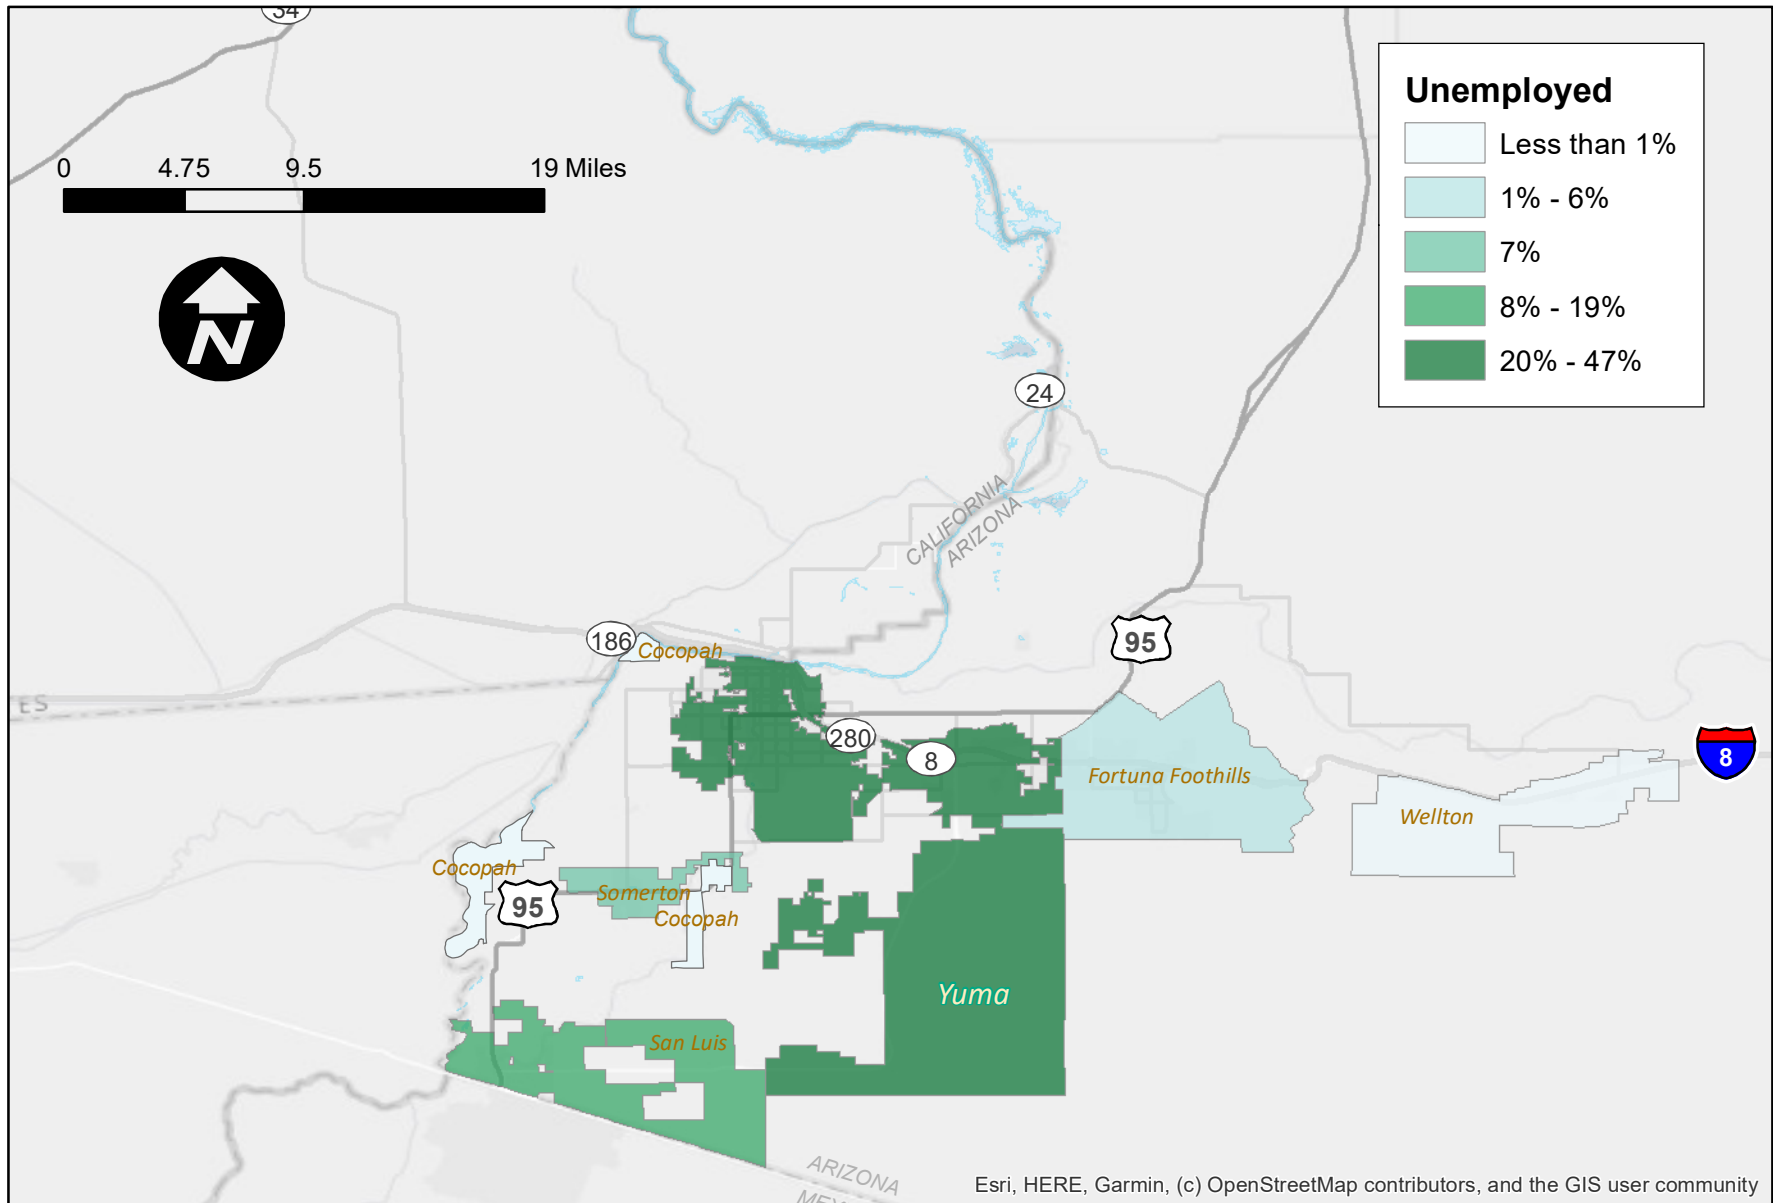 34
0 4.75 9.5 19 Miles
N
Unemployed
Less than 1%
1% - 6%
7%
8% - 19%
20% - 47%
24
CALIFORNIA
ARIZONA
186
Cocopah
95
280
8
Fortuna Foothills
8
Wellton
ES
Cocopah
95
Somerton
Cocopah
Yuma
San Luis
ARIZONA
Esri, HERE, Garmin, (c) OpenStreetMap contributors, and the GIS user community